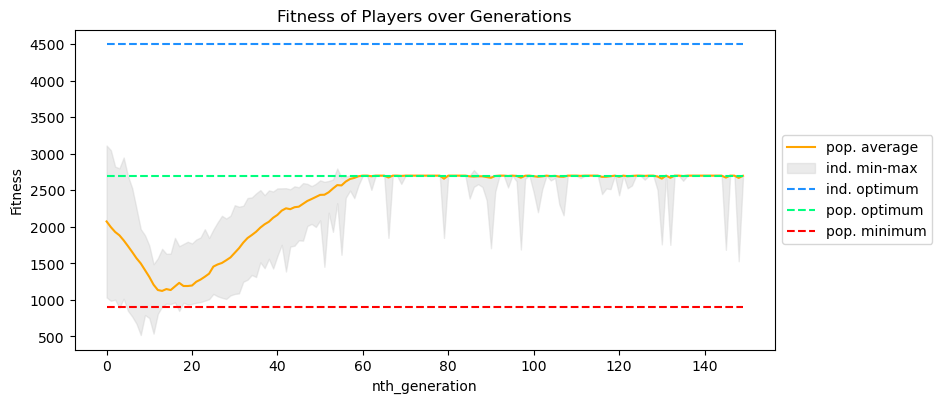 Fitness of Players over Generations
Fitness
4500
4000
3500
3000
2500
2000
1500
1000
500
0 20 40 60 80 100 120 140
nth_generation
pop. average
ind. min-max
ind. optimum
pop. optimum
pop. minimum